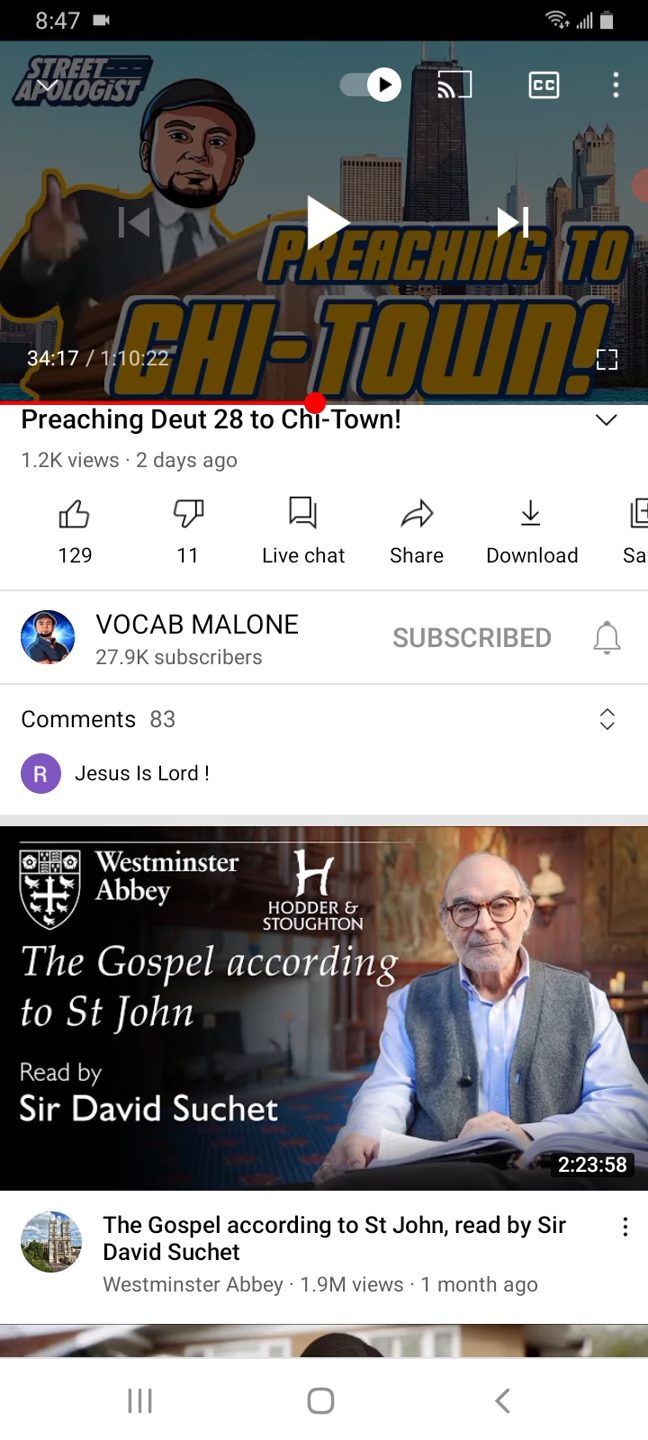 8:47
STREET
APOLOGIST
CC
PREACHING TO
CHI-TOWN!
34:17 / 1:10:22
Preaching Deut 28 to Chi-Town!
1.2K views · 2 days ago
129
11
Live chat
Share
Download
Sa
VOCAB MALONE
27.9K subscribers
SUBSCRIBED
Comments 83
R
Jesus Is Lord !
Westminster
Abbey
HODDER &
STOUGHTON
The Gospel according
to St John
Read by
Sir David Suchet
2:23:58
The Gospel according to St John, read by Sir
David Suchet
Westminster Abbey · 1.9M views · 1 month ago